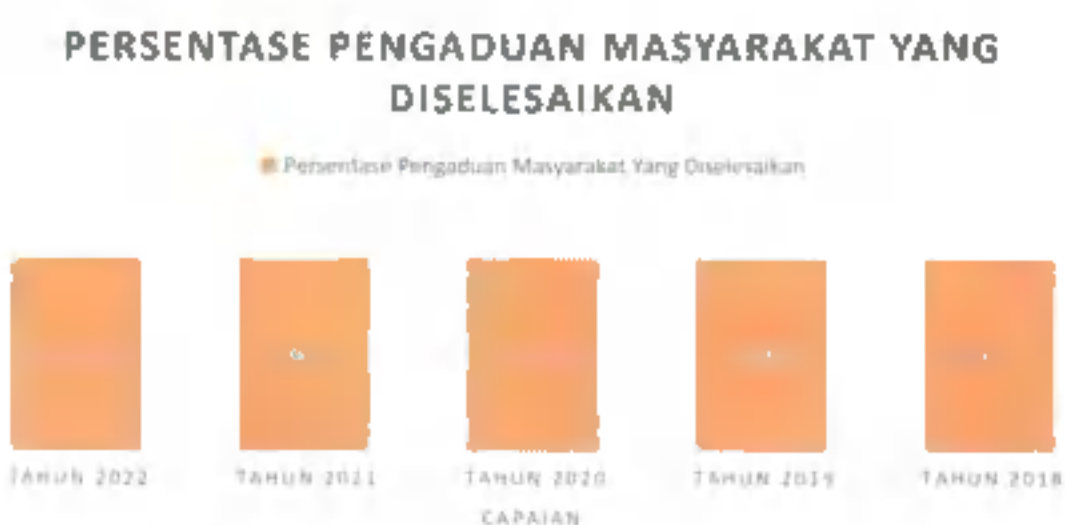 PERSENTASE PENGADUAN MASYARAKAT YANG
DISELESAIKAN
Persentase Pengaduan Masyarakat Yang Diselesaikan
TAHUN 2022 TAHUN 2021 TAHUN 2020 TAHUN 2019 TAHUN 2018
CAPAIAN